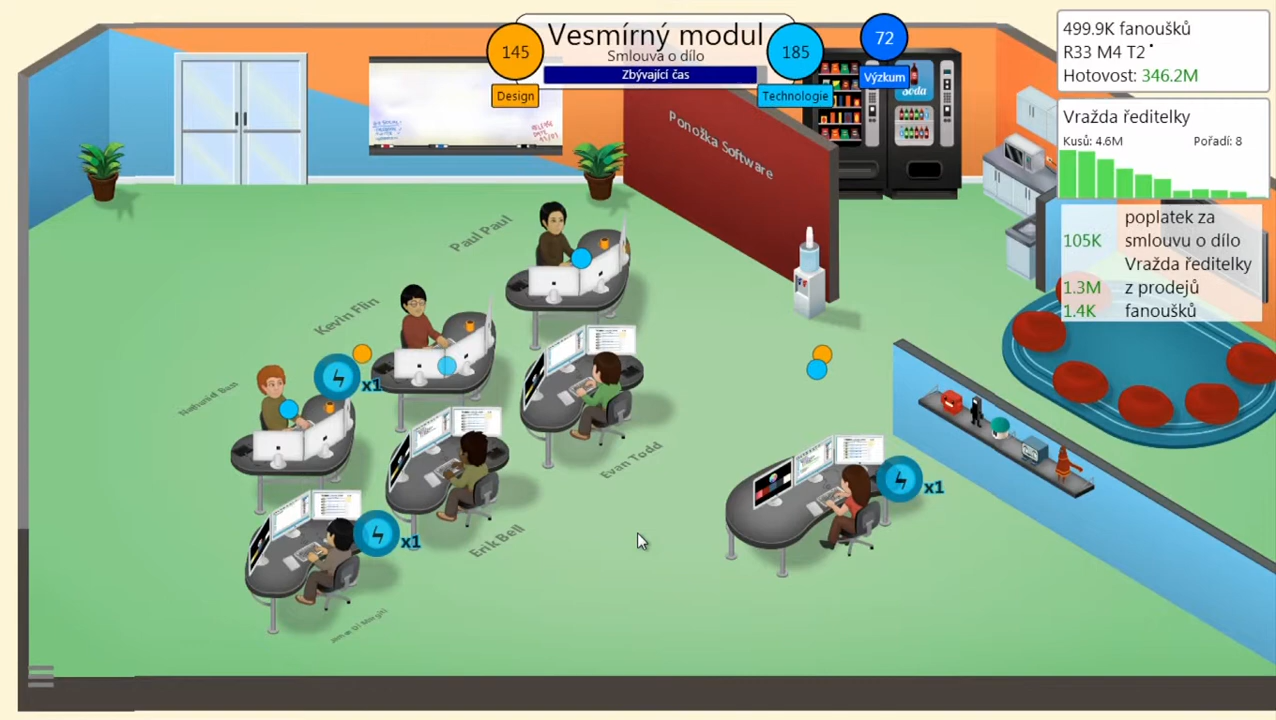 Vesmírný modul
Smlouva o dílo
Zbývající čas
145
Design
185
Technologie
72
Výzkum
499.9K fanoušků
R33 M4 T2
Hotovost: 346.2M
Vražda ředitelky
Kusů: 4.6M
Pořadí: 8
poplatek za
105K smlouvu o dílo
Vražda ředitelky
1.3M z prodejů
1.4K fanoušků
Soda
RELEASE
Ponožka Software
Paul Paul
Kevin Flin
x1
x1
Evan Todd
x1
Erik Bell